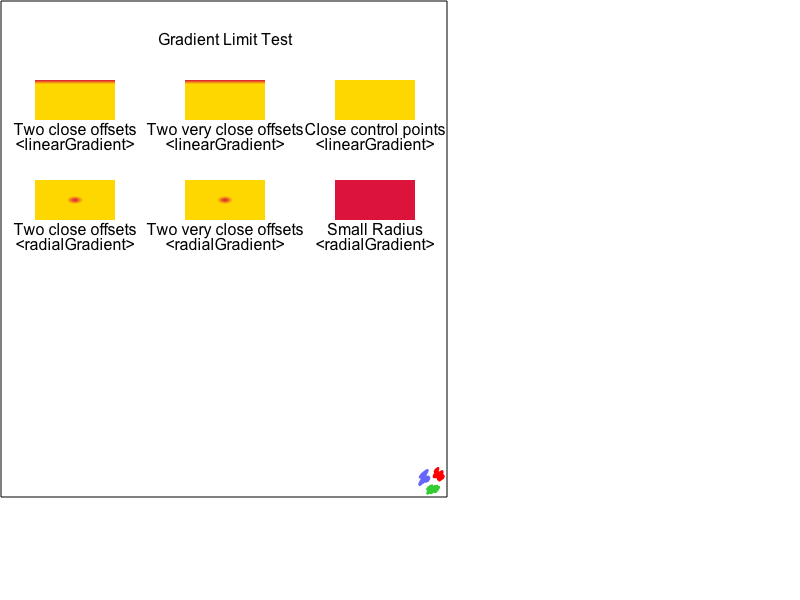 Gradient Limit Test
Two close offsets
<linearGradient>
Two very close offsets
<linearGradient>
Close control points
<linearGradient>
Two close offsets
<radialGradient>
Two very close offsets
<radialGradient>
Small Radius
<radialGradient>